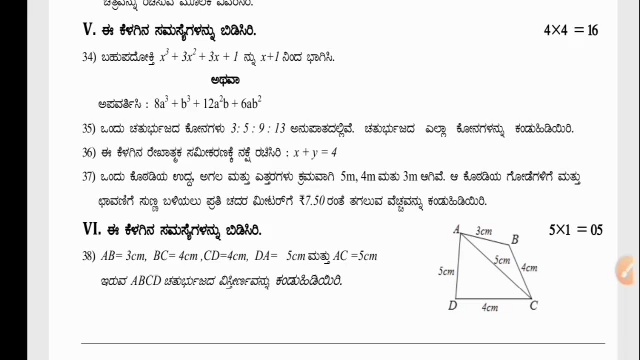 ಚಿತ್ರವನ್ನು ರಚಿಸುವ ಮೂಲಕ ವಿವರಿಸಿರಿ.
V. ಈ ಕೆಳಗಿನ ಸಮಸ್ಯೆಗಳನ್ನು ಬಿಡಿಸಿರಿ. 4×4 = 16
34) ಬಹುಪದೋಕ್ತಿ x³ + 3x² + 3x + 1 ನ್ನು x+1 ನಿಂದ ಭಾಗಿಸಿ.
ಅಥವಾ
ಅಪವರ್ತಿಸಿ : 8a³ + b³ + 12a²b + 6ab²
35) ಒಂದು ಚತುರ್ಭುಜದ ಕೋನಗಳು 3: 5 : 9 : 13 ಅನುಪಾತದಲ್ಲಿವೆ. ಚತುರ್ಭುಜದ ಎಲ್ಲಾ ಕೋನಗಳನ್ನು ಕಂಡುಹಿಡಿಯಿರಿ.
36) ಈ ಕೆಳಗಿನ ರೇಖಾತ್ಮಕ ಸಮೀಕರಣಕ್ಕೆ ನಕ್ಷೆ ರಚಿಸಿರಿ : x + y = 4
37) ಒಂದು ಕೊಠಡಿಯ ಉದ್ದ, ಅಗಲ ಮತ್ತು ಎತ್ತರಗಳು ಕ್ರಮವಾಗಿ 5m, 4m ಮತು 3m ಆಗಿವೆ. ಆ ಕೊಠಡಿಯ ಗೋಡೆಗಳಿಗೆ ಮತ್ತು
ಛಾವಣಿಗೆ ಸುಣ್ಣ ಬಳಿಯಲು ಪ್ರತಿ ಚದರ ಮೀಟರ್‌ಗೆ ₹7.50 ರಂತೆ ತಗಲುವ ವೆಚ್ಚವನ್ನು ಕಂಡುಹಿಡಿಯಿರಿ.
VI. ಈ ಕೆಳಗಿನ ಸಮಸ್ಯೆಗಳನ್ನು ಬಿಡಿಸಿರಿ. 5×1 = 05
38) AB= 3cm, BC= 4cm ,CD=4cm, DA= 5cm ಮತ್ತು AC =5cm
ಇರುವ ABCD ಚತುರ್ಭುಜದ ವಿಸ್ತೀರ್ಣವನ್ನು ಕಂಡುಹಿಡಿಯಿರಿ.
A 3cm B
5cm 5cm 4cm
D 4cm C